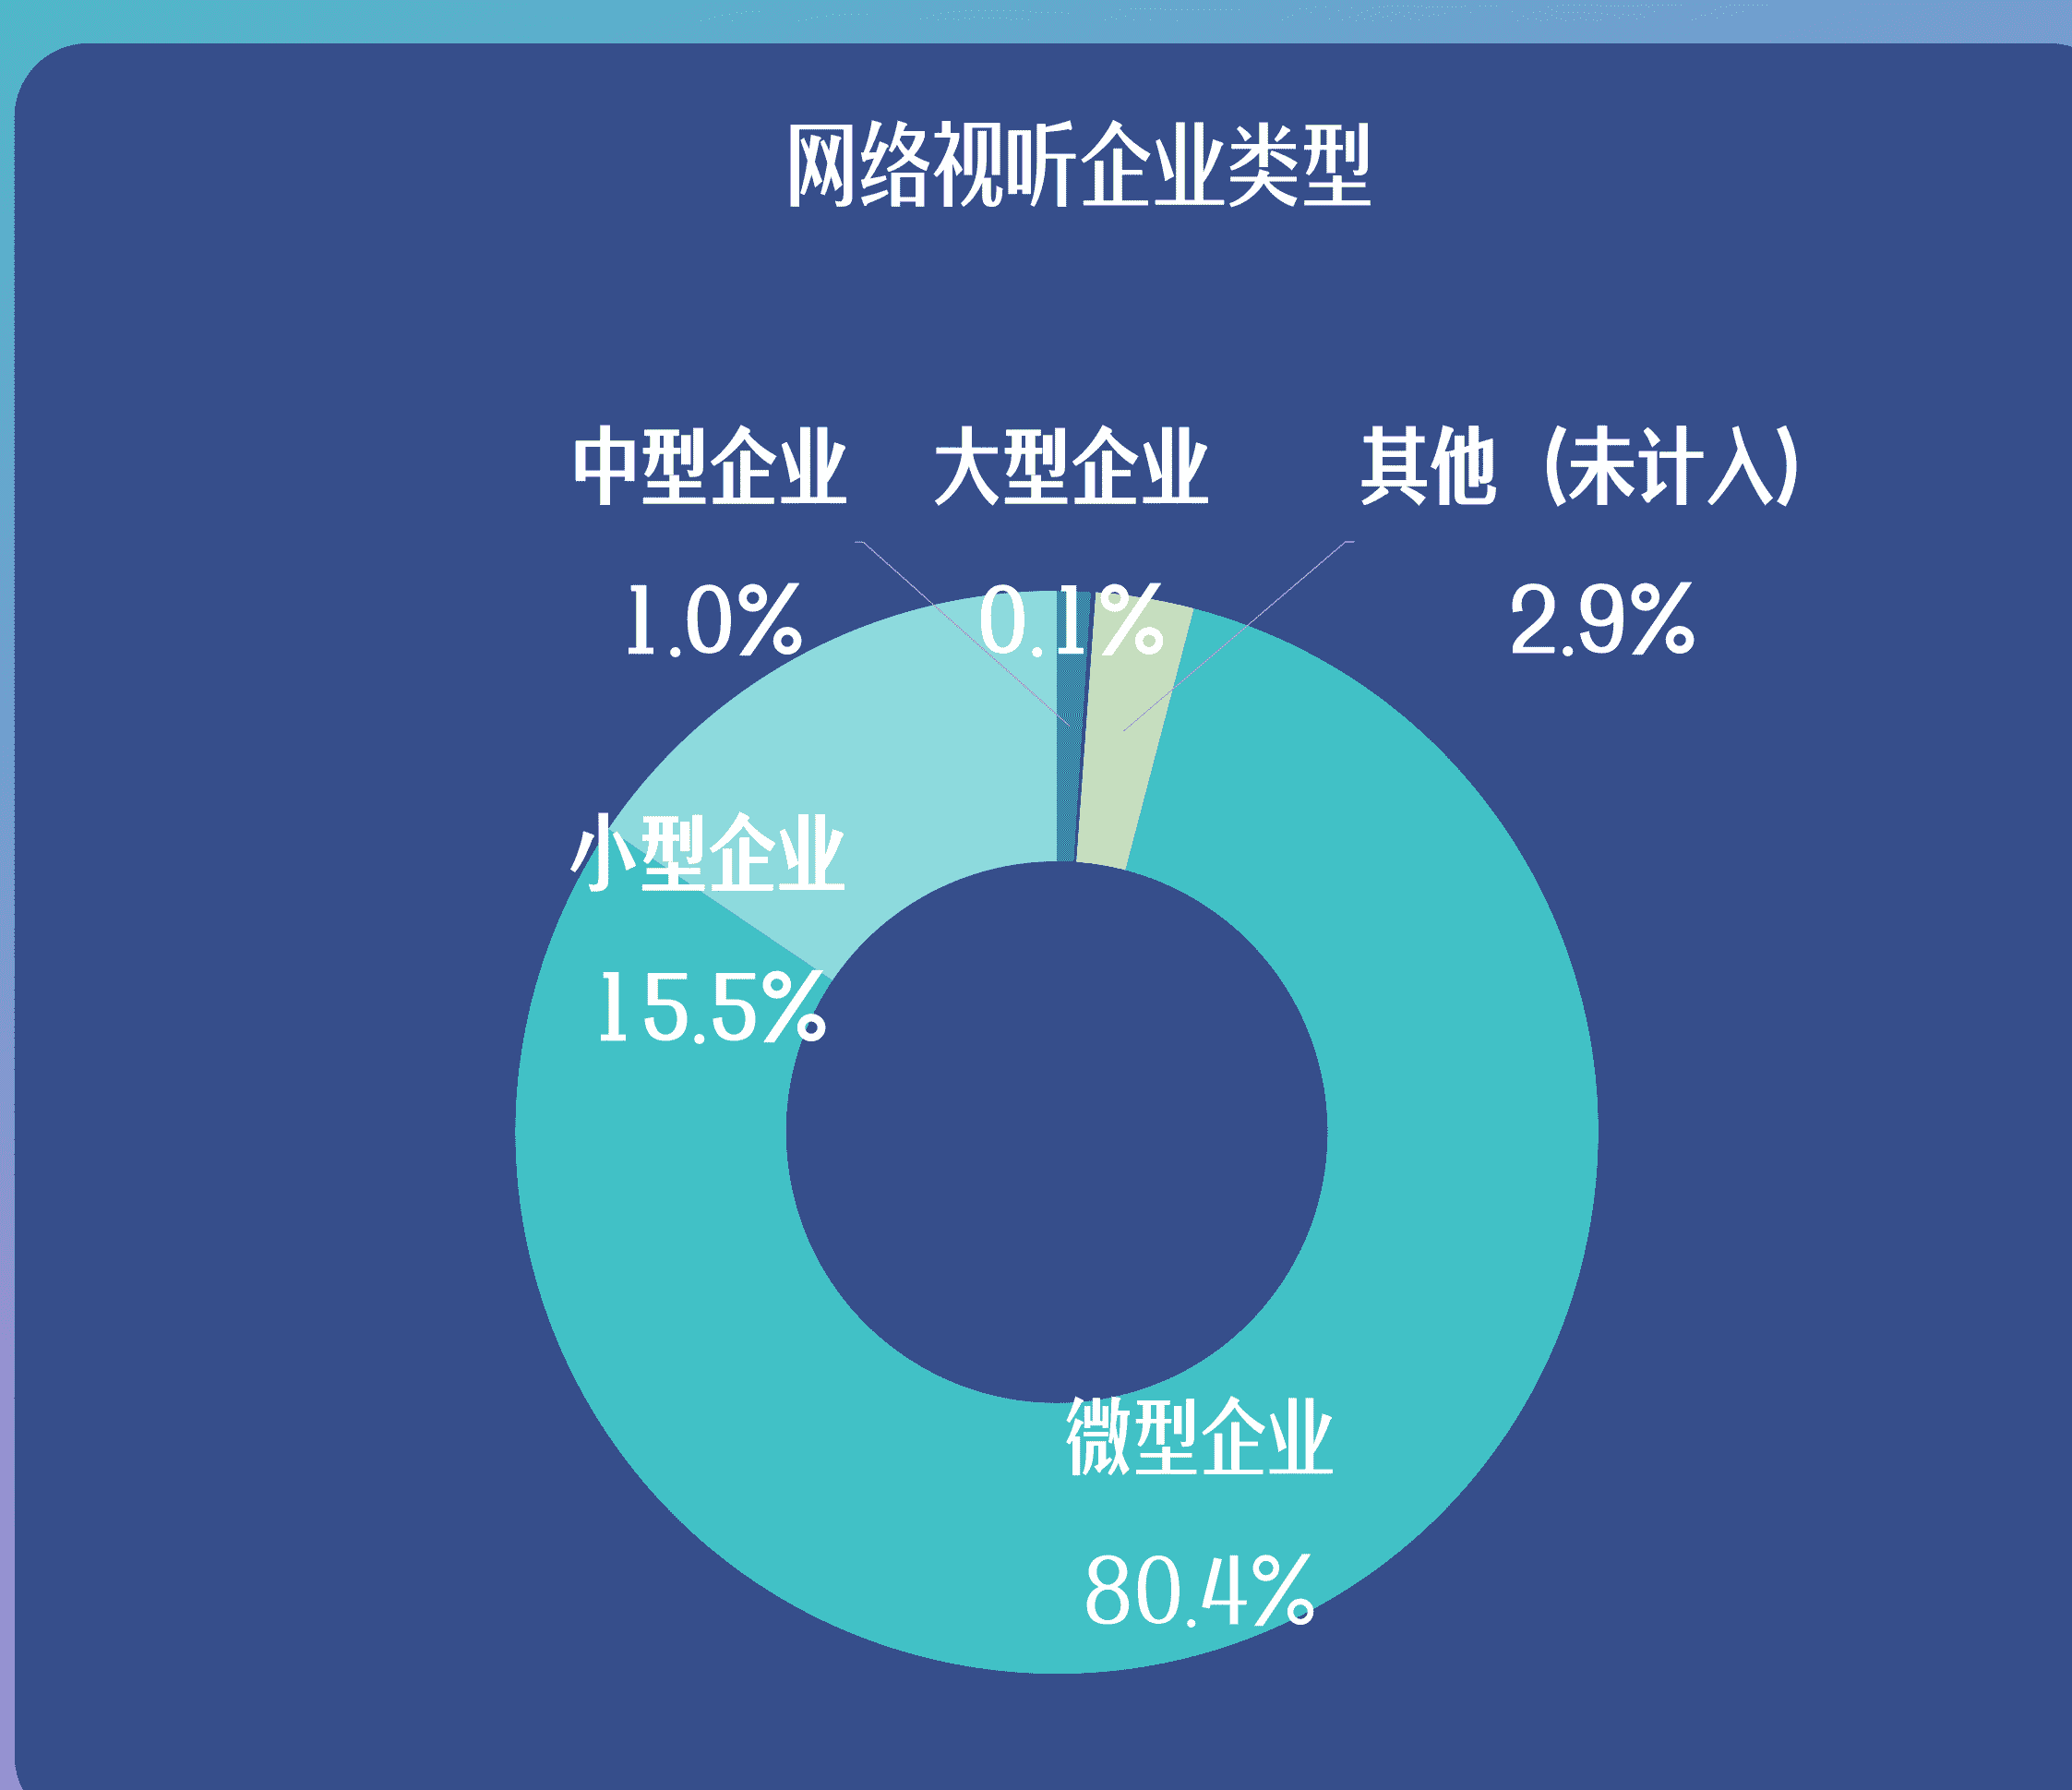 网络视听企业类型
中型企业 大型企业 其他（未计入）
1.0% 0.1% 2.9%
小型企业
15.5%
微型企业
80.4%